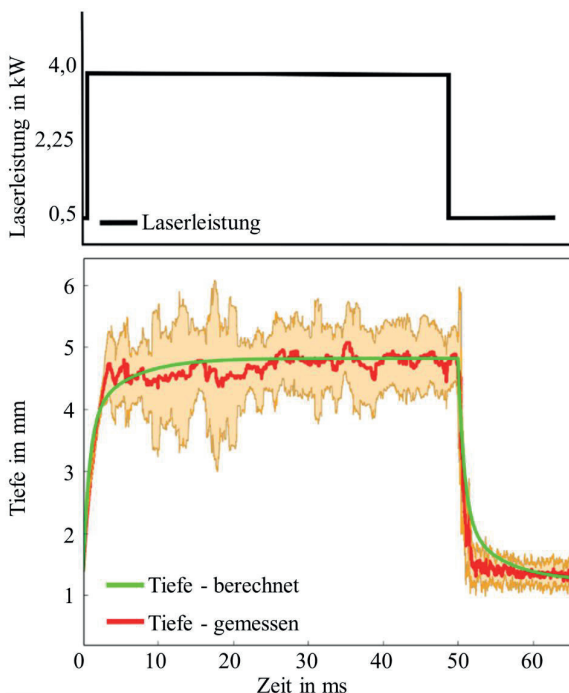 Laserleistung in kW
4,0
2,25
0,5
Laserleistung
Tiefe im mm
6
5
4
3
2
1
Tiefe - berechnet
Tiefe - gemessen
0 10 20 30 40 50 60
Zeit in ms